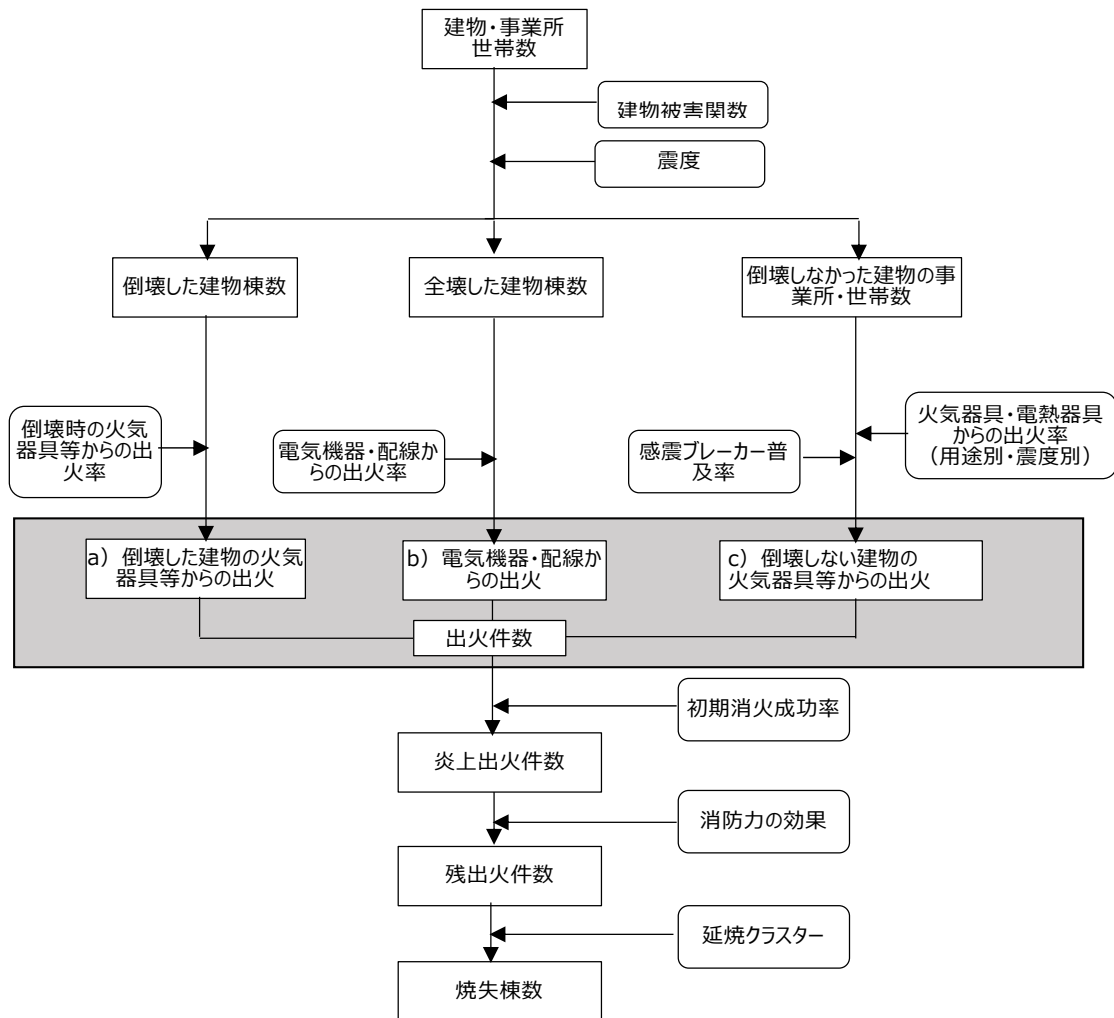 建物・事業所
世帯数
建物被害関数
震度
倒壊した建物棟数
全壊した建物棟数
倒壊しなかった建物の事
業所・世帯数
倒壊時の火気
器具等からの出
火率
電気機器・配線か
らの出火率
感震ブレーカー普
及率
火気器具・電熱器具
からの出火率
（用途別・震度別）
a）倒壊した建物の火気
器具等からの出火
b）電気機器・配線か
らの出火
c）倒壊しない建物の
火気器具等からの出火
出火件数
初期消火成功率
炎上出火件数
消防力の効果
残出火件数
延焼クラスター
焼失棟数